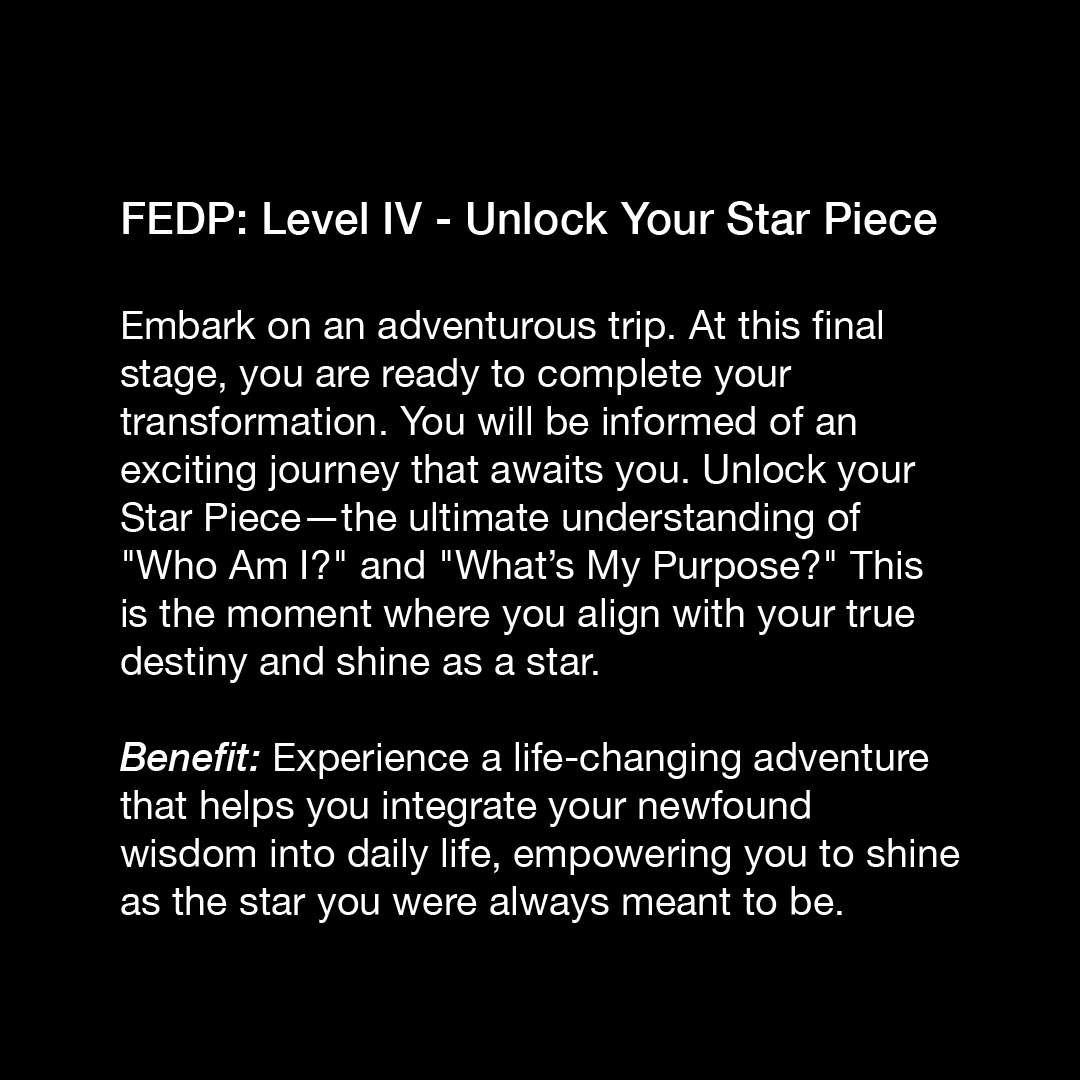 FEDP: Level IV - Unlock Your Star Piece
Embark on an adventurous trip. At this final
stage, you are ready to complete your
transformation. You will be informed of an
exciting journey that awaits you. Unlock your
Star Piece—the ultimate understanding of
"Who Am I?" and "What’s My Purpose?" This
is the moment where you align with your true
destiny and shine as a star.
Benefit: Experience a life-changing adventure
that helps you integrate your newfound
wisdom into daily life, empowering you to shine
as the star you were always meant to be.